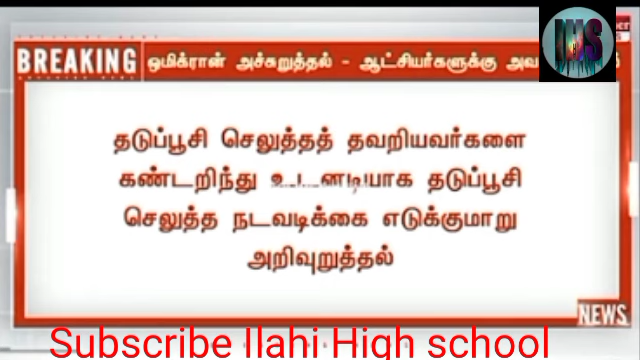 BREAKING
ஒமிக்ரான் அச்சுறுத்தல் - ஆட்சியர்களுக்கு
IHS
தடுப்பூசி செலுத்தத் தவறியவர்களை
கண்டறிந்து உடனடியாக தடுப்பூசி
செலுத்த நடவடிக்கை எடுக்குமாறு
அறிவுறுத்தல்
NEWS
Subscribe Ilahi High school